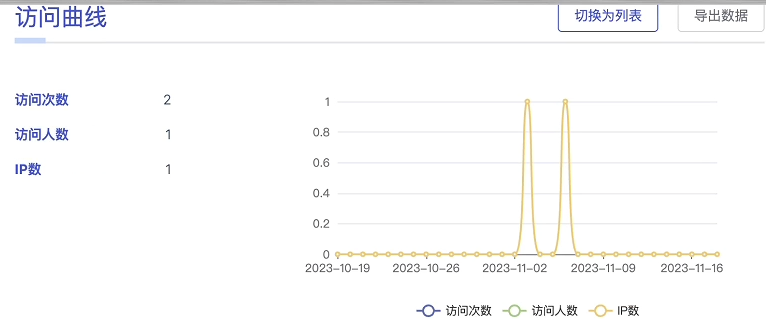 访问曲线
切换为列表
导出数据
访问次数 2
访问人数 1
IP数 1
1
0.8
0.6
0.4
0.2
0
2023-10-19 2023-10-26 2023-11-02 2023-11-09 2023-11-16
访问次数 访问人数 IP数